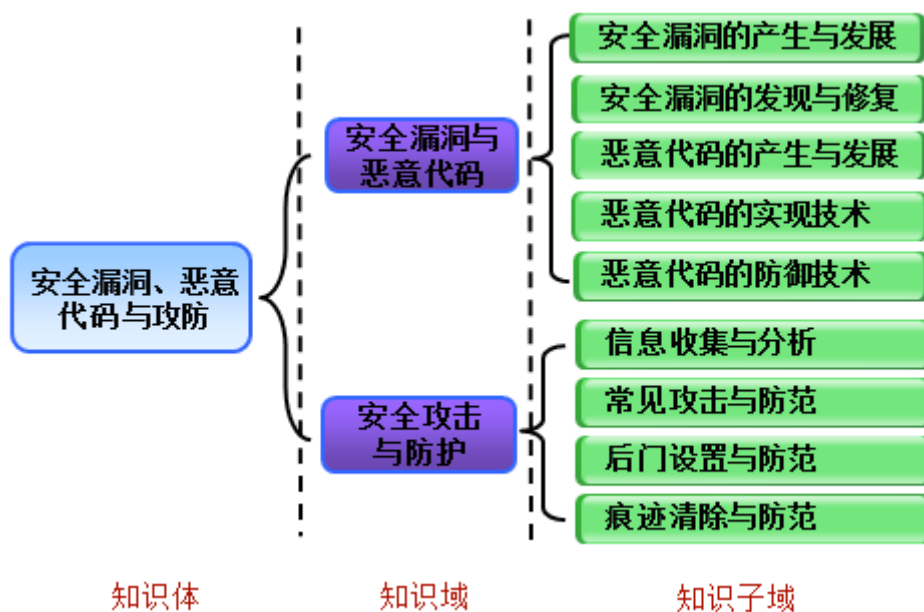 安全漏洞、恶意
代码与攻防
安全漏洞与
恶意代码
安全漏洞的产生与发展
安全漏洞的发现与修复
恶意代码的产生与发展
恶意代码的实现技术
恶意代码的防御技术
安全攻击
与防护
信息收集与分析
常见攻击与防范
后门设置与防范
痕迹清除与防范
知识体
知识域
知识子域